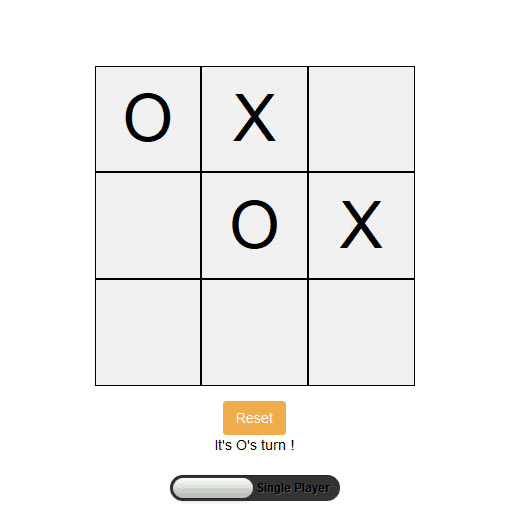 O X
O X
Reset
It's O's turn !
Single Player